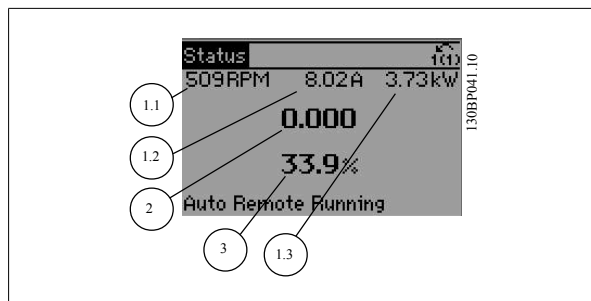 Status 1(1)
509RPM 8.02A 3.73kW
0.000
33.9%
Auto Remote Running
1.1
1.2
2
3
1.3
130BP041.10